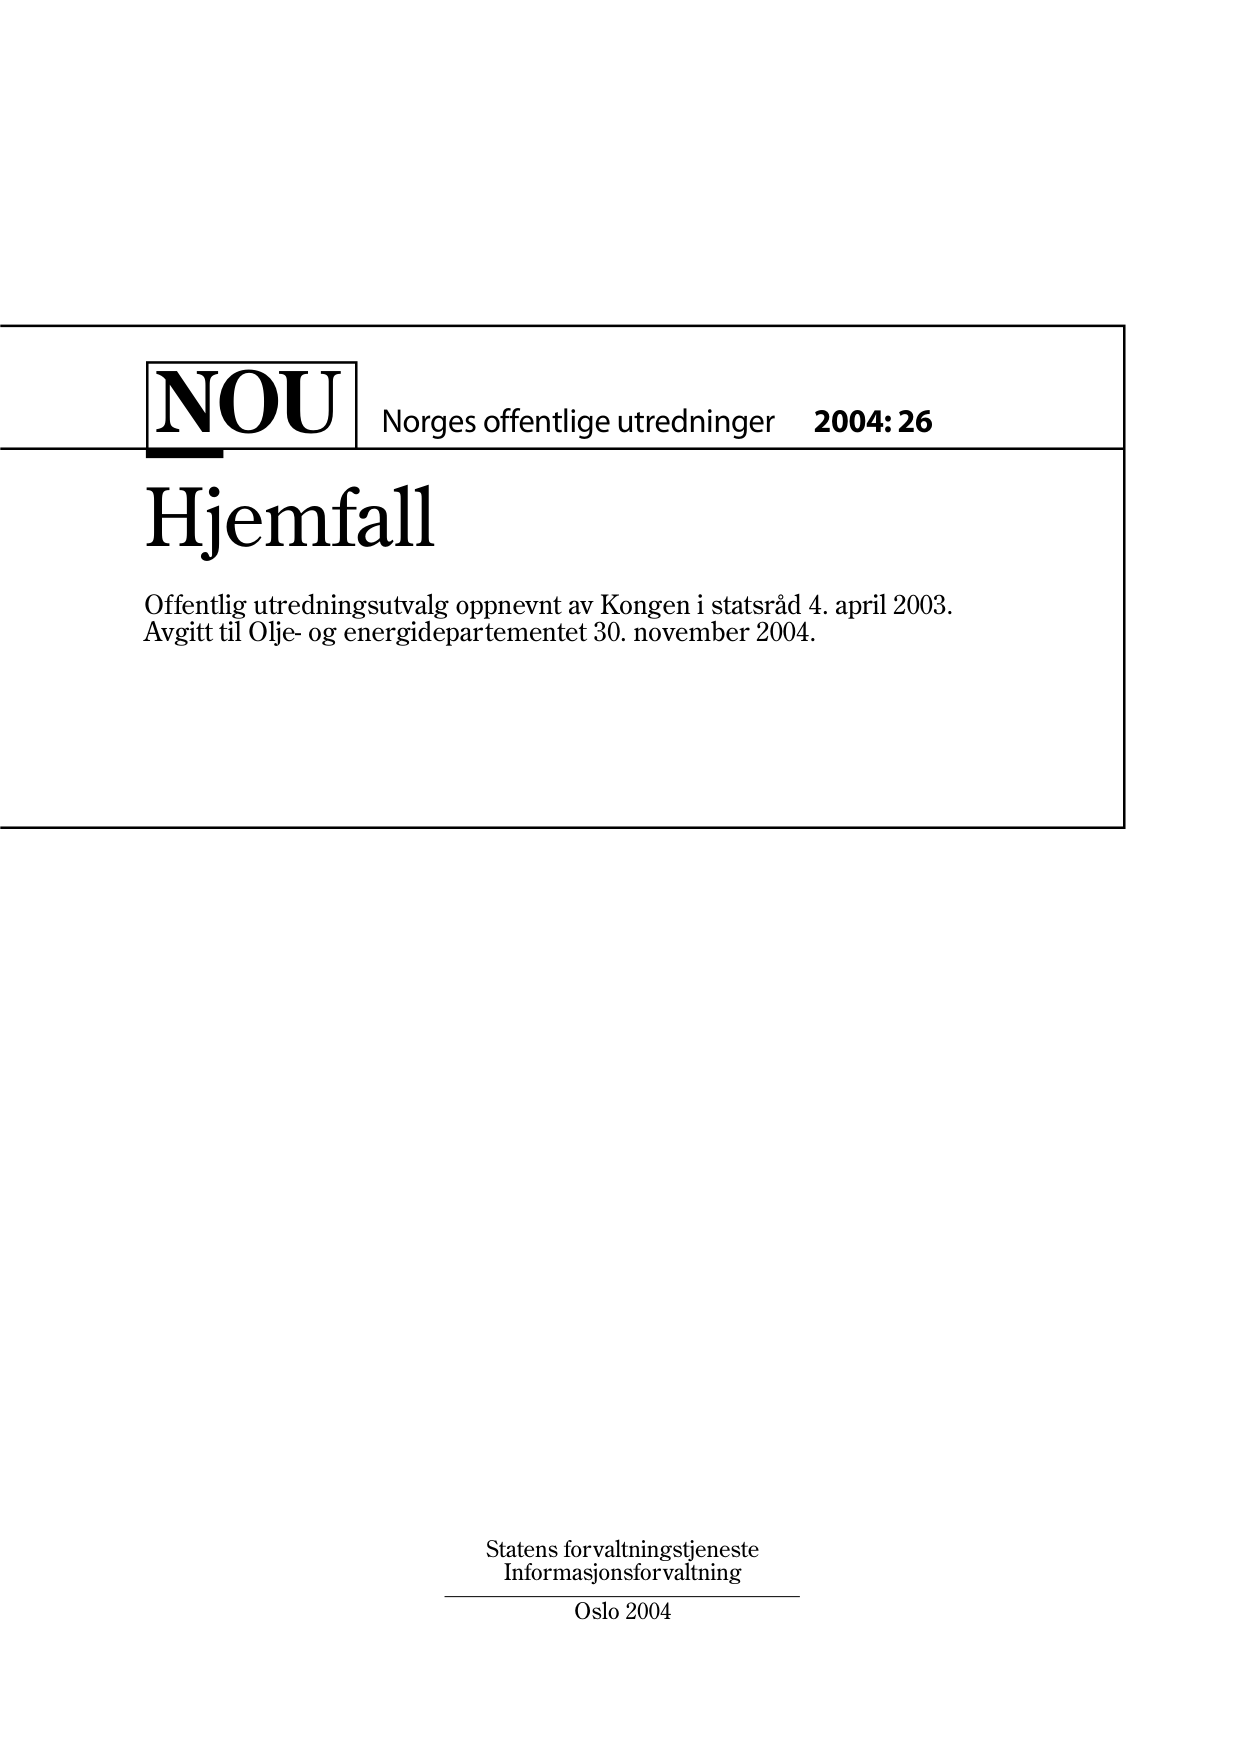 NOU Norges offentlige utredninger 2004: 26
Hjemfall
Offentlig utredningsutvalg oppnevnt av Kongen i statsråd 4. april 2003.
Avgitt til Olje- og energidepartementet 30. november 2004.
Statens forvaltningstjeneste
Informasjonsforvaltning
Oslo 2004